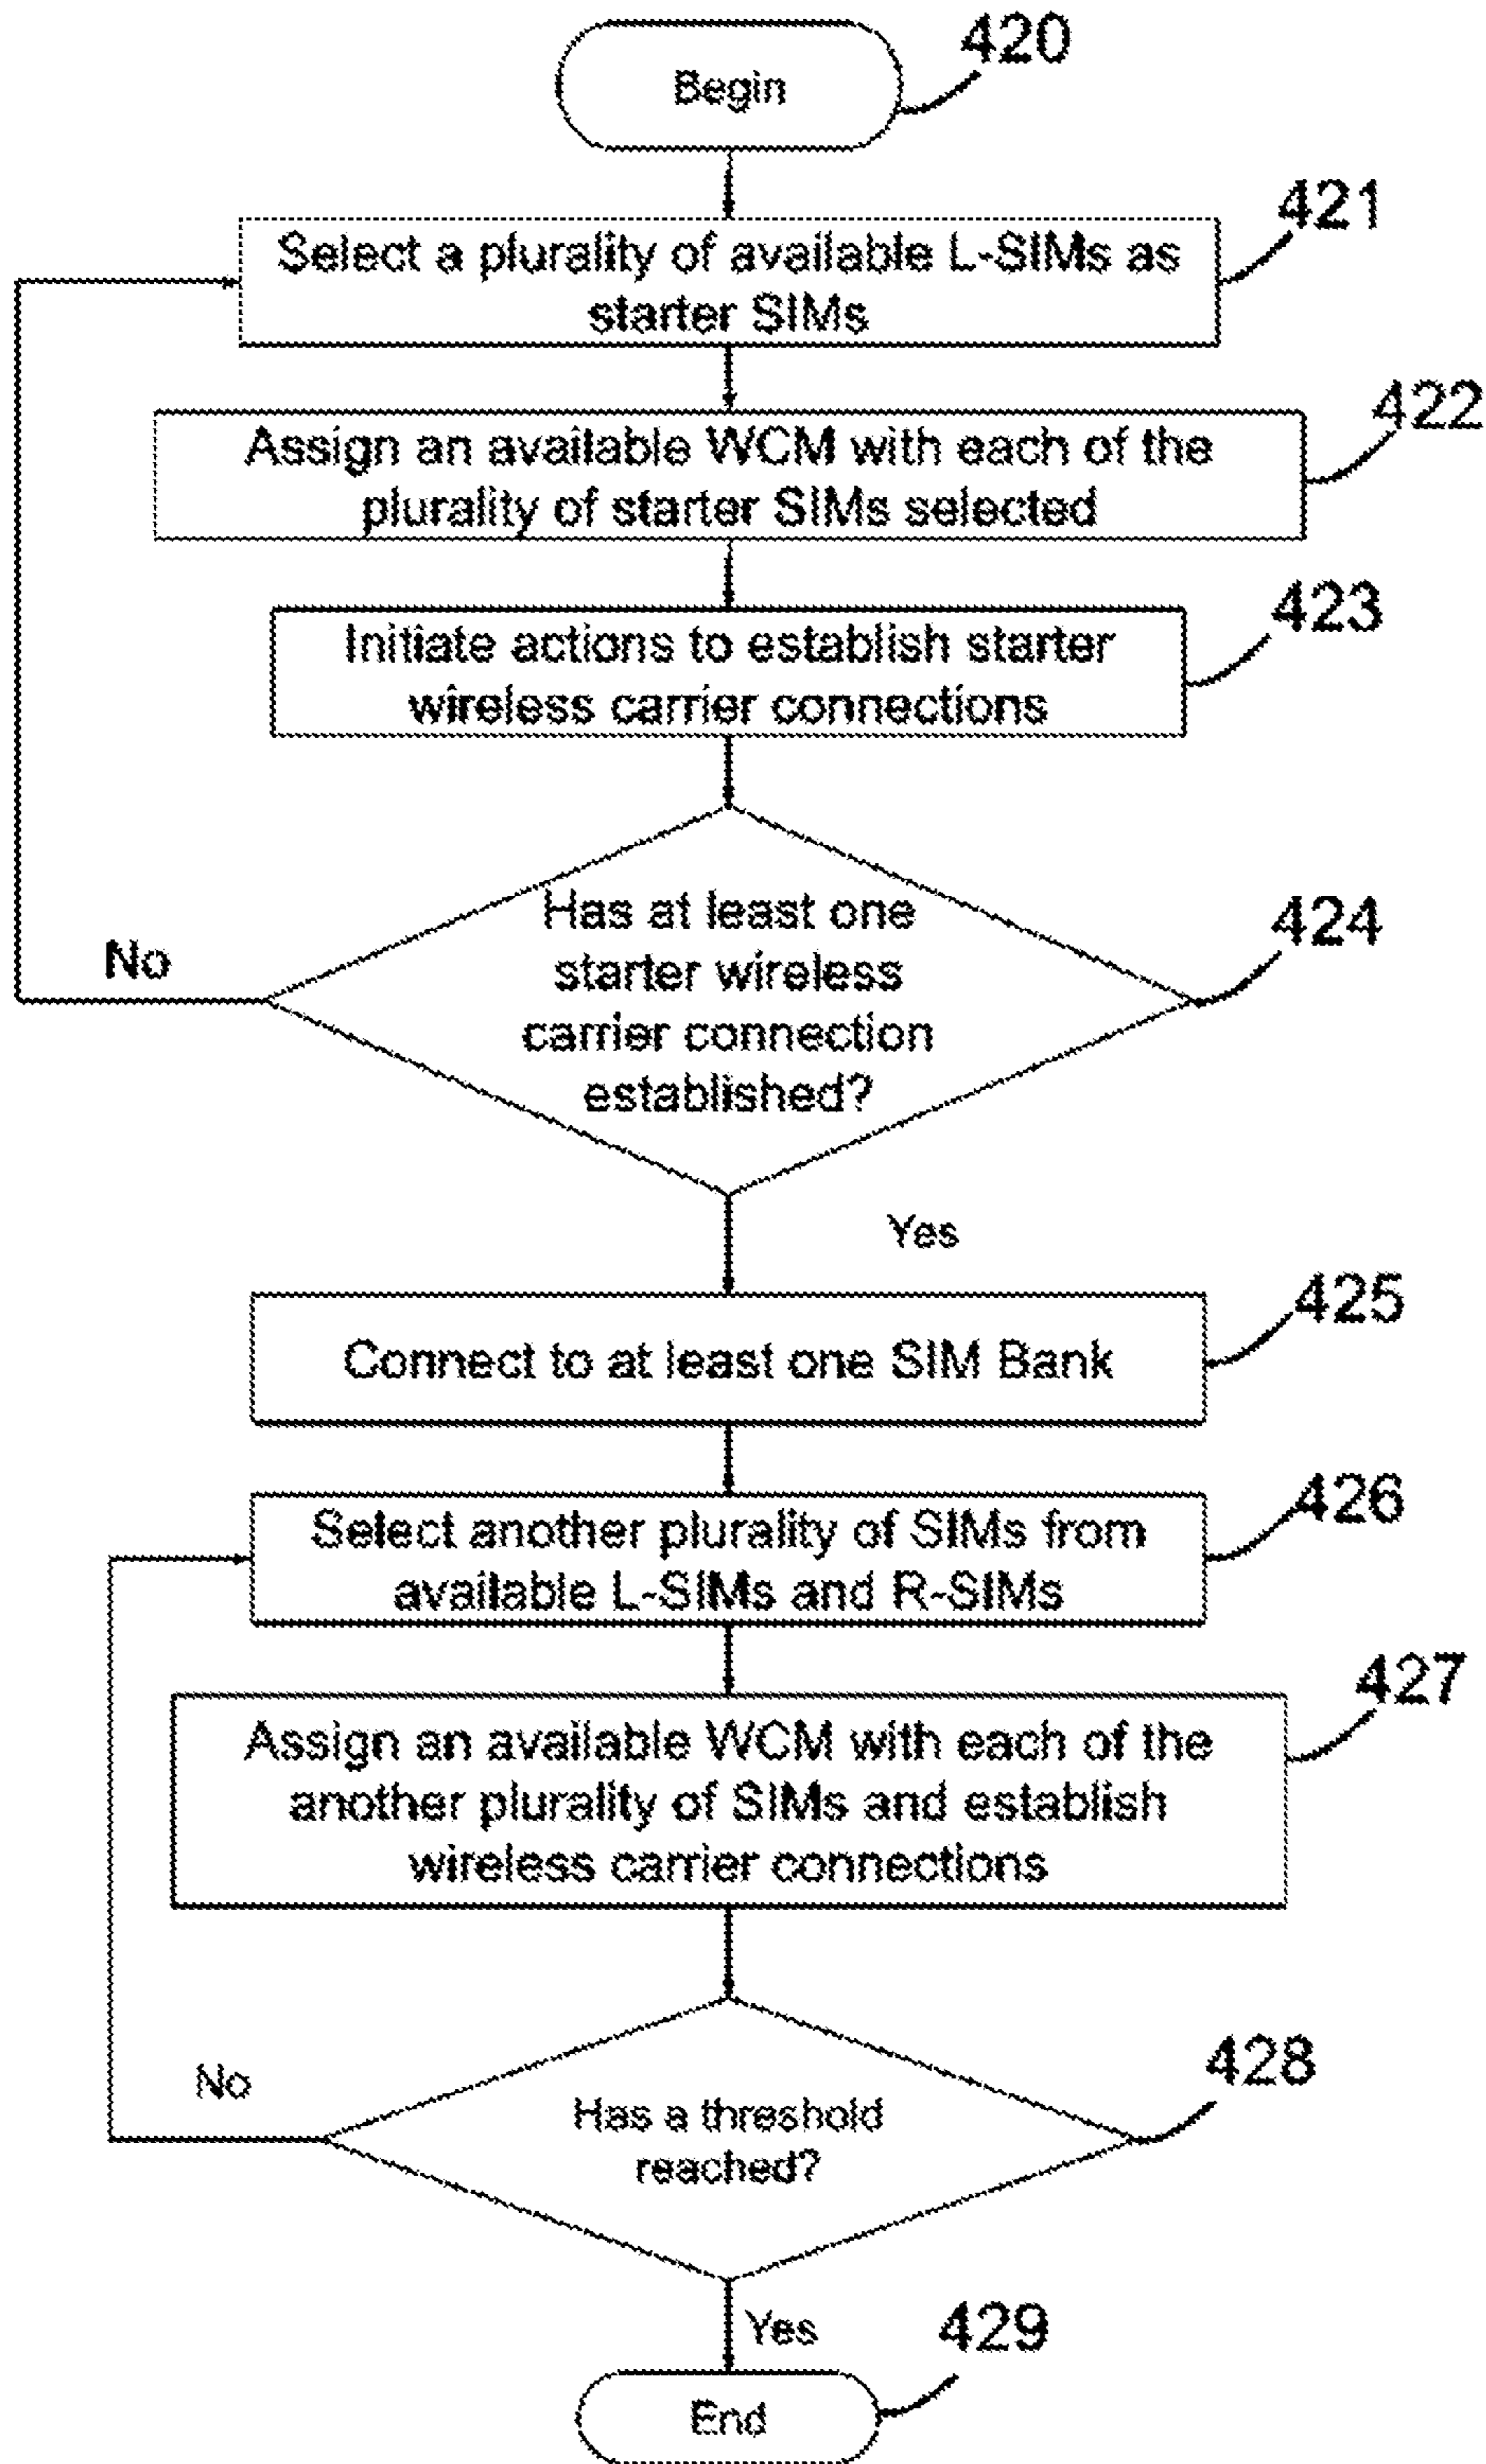 Begin
420
Select a plurality of available L-SIMs as
starter SIMs
421
Assign an available WCM with each of the
plurality of starter SIMs selected
422
Initiate actions to establish starter
wireless carrier connections
423
Has at least one
starter wireless
carrier connection
established?
424
No
Yes
Connect to at least one SIM Bank
425
Select another plurality of SIMs from
available L-SIMs and R-SIMs
426
Assign an available WCM with each of the
another plurality of SIMs and establish
wireless carrier connections
427
Has a threshold
reached?
428
No
Yes
End
429